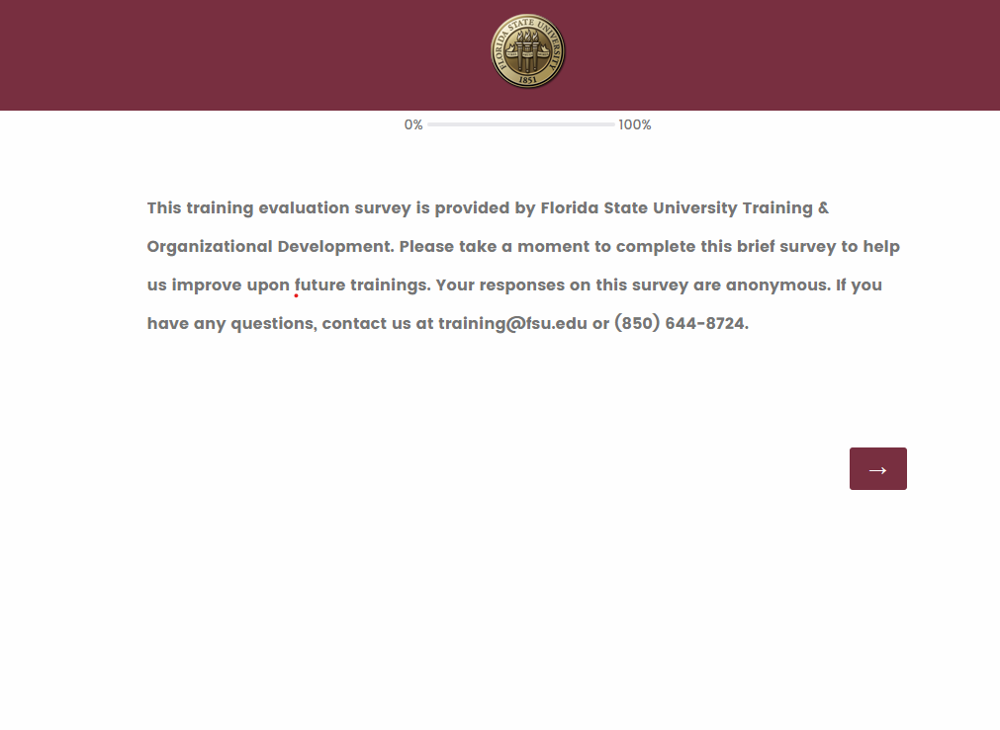 FLORIDA STATE UNIVERSITY
1851
0% 100%
This training evaluation survey is provided by Florida State University Training &
Organizational Development. Please take a moment to complete this brief survey to help
us improve upon future trainings. Your responses on this survey are anonymous. If you
have any questions, contact us at training@fsu.edu or (850) 644-8724.
→